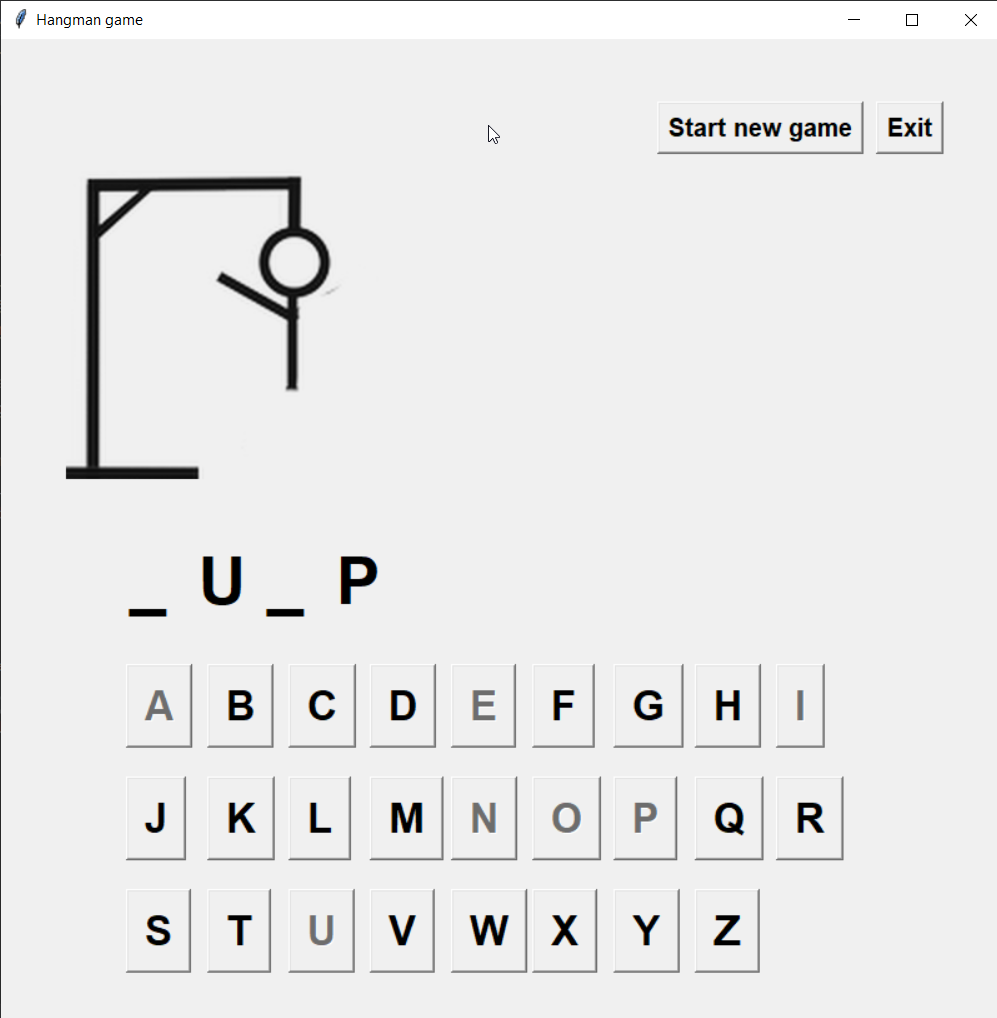 Hangman game
Start new game Exit
_ U _ P
A B C D E F G H I
J K L M N O P Q R
S T U V W X Y Z